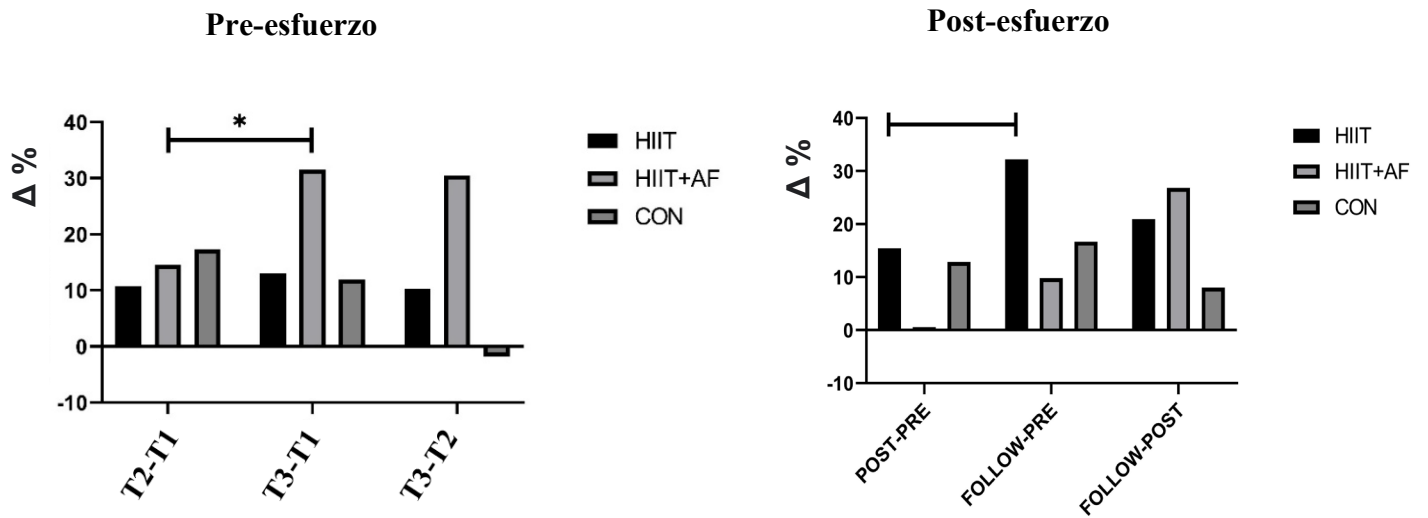 Pre-esfuerzo
Δ %
40
30
20
10
0
-10
*
T2-T1
T3-T1
T3-T2
HIIT
HIIT+AF
CON
Post-esfuerzo
Δ %
40
30
20
10
0
-10
POST-PRE
FOLLOW-PRE
FOLLOW-POST
HIIT
HIIT+AF
CON